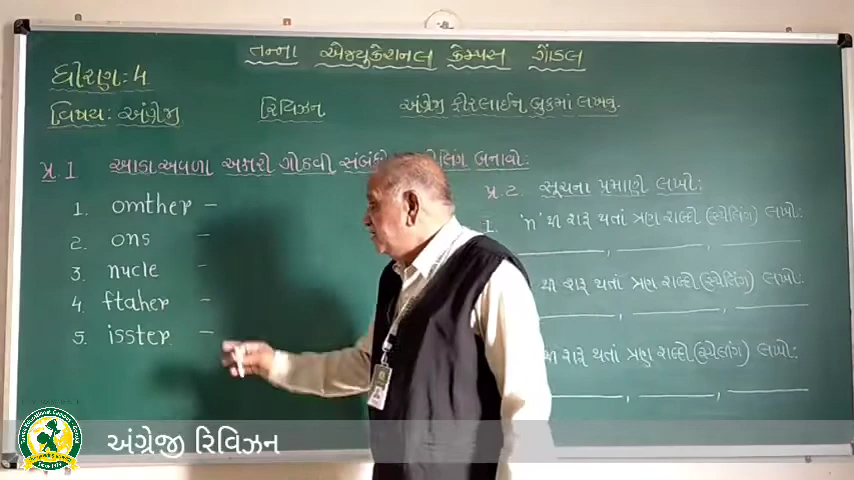 તન્ના એજ્યુકેશનલ કેમ્પસ ગોંડલ
ધોરણ: 4
વિષય: અંગ્રેજી રિવિઝન અંગ્રેજી ફોરલાઈન બુકમાં લખવું.
પ્ર. 1 આડા અવળા અક્ષરો ગોઠવી સંબંધો સ્પેલિંગ બનાવો:
1. omther –
2. ons –
3. nucle –
4. ftaher –
5. isster –
પ્ર. 2. સૂચના પ્રમાણે લખો:
1. 'n' થી શરૂ થતાં ત્રણ શબ્દો (સ્પેલિંગ) લખો:
થી શરૂ થતાં ત્રણ શબ્દો (સ્પેલિંગ) લખો:
થી શરૂ થતાં ત્રણ શબ્દો (સ્પેલિંગ) લખો:
અંગ્રેજી રિવિઝન